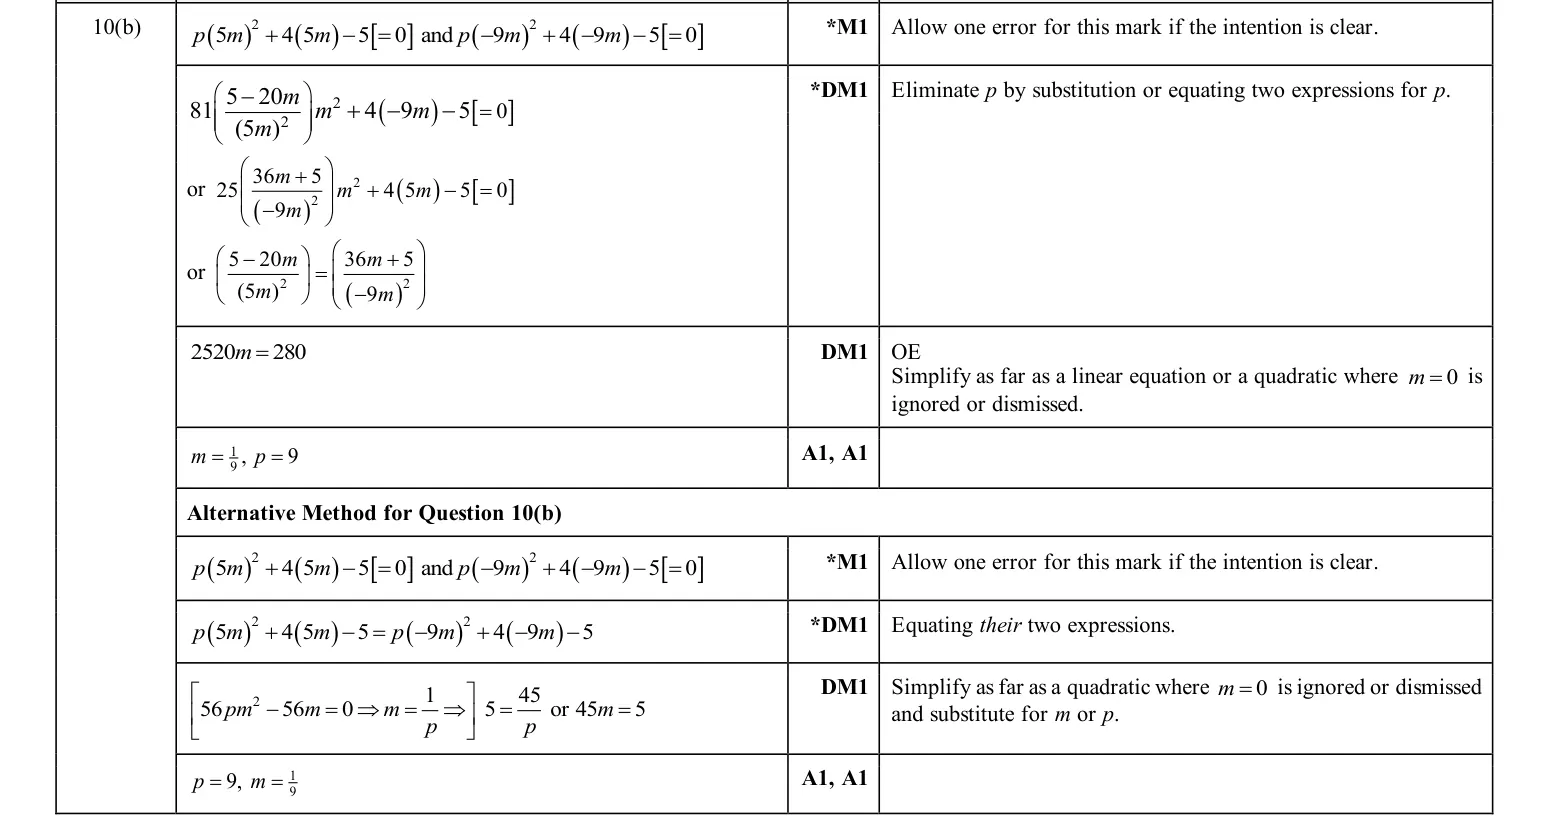 10(b) p(5m)² + 4(5m) − 5[= 0] and p(−9m)² + 4(−9m) − 5[= 0] *M1 Allow one error for this mark if the intention is clear.
81((5 − 20m)/(5m)²)m² + 4(−9m) − 5[= 0] *DM1 Eliminate p by substitution or equating two expressions for p.
or 25((36m + 5)/(−9m)²)m² + 4(5m) − 5[= 0]
or ((5 − 20m)/(5m)²) = ((36m + 5)/(−9m)²)
2520m = 280 DM1 OE
Simplify as far as a linear equation or a quadratic where m = 0 is
ignored or dismissed.
m = 1/9, p = 9 A1, A1
Alternative Method for Question 10(b)
p(5m)² + 4(5m) − 5[= 0] and p(−9m)² + 4(−9m) − 5[= 0] *M1 Allow one error for this mark if the intention is clear.
p(5m)² + 4(5m) − 5 = p(−9m)² + 4(−9m) − 5 *DM1 Equating their two expressions.
[56pm² − 56m = 0 ⇒ m = 1/p ⇒] 5 = 45/p or 45m = 5 DM1 Simplify as far as a quadratic where m = 0 is ignored or dismissed
and substitute for m or p.
p = 9, m = 1/9 A1, A1